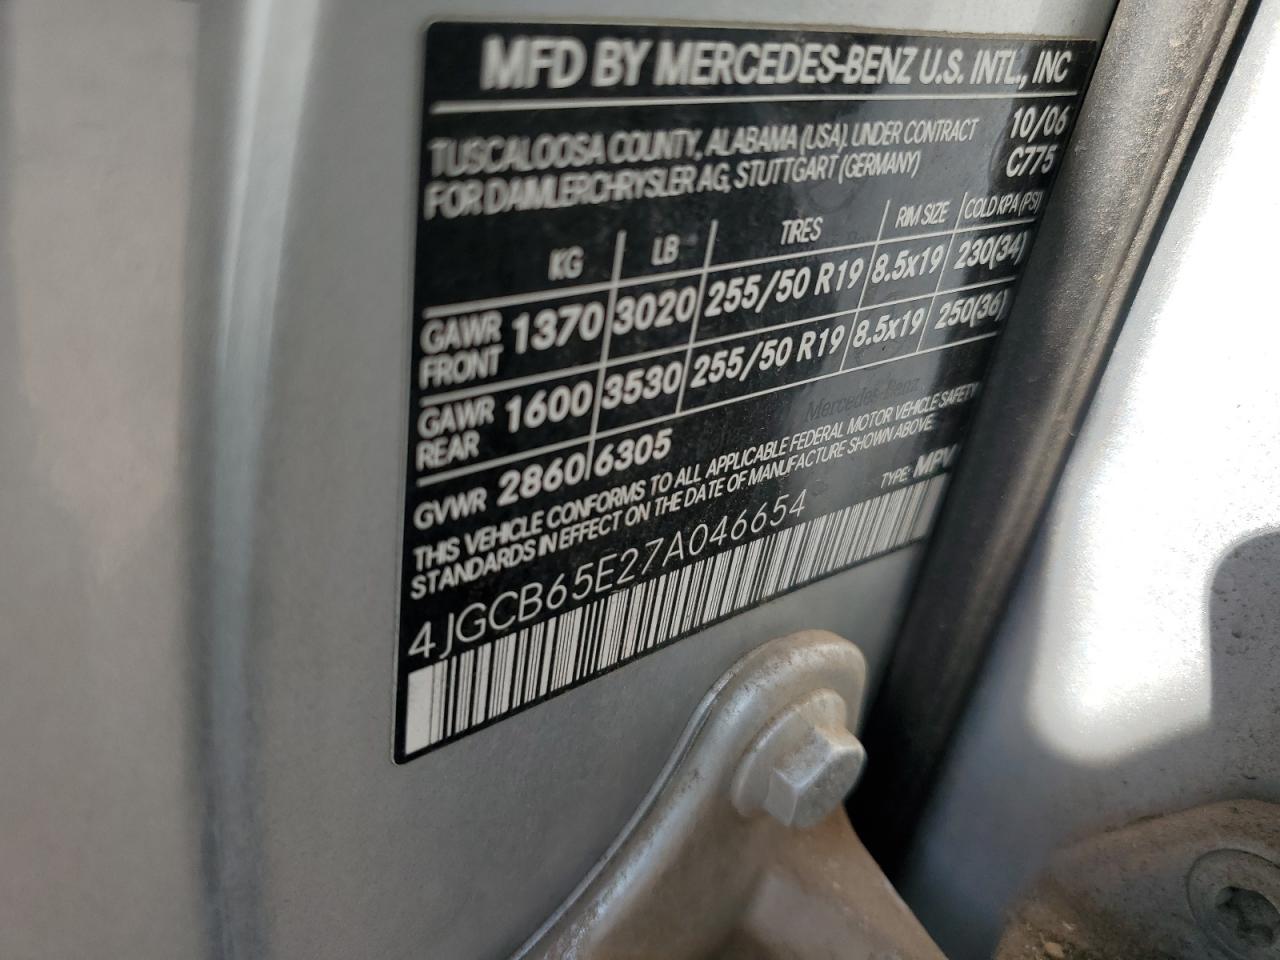 MFD BY MERCEDES-BENZ U.S. INTL., INC
TUSCALOOSA COUNTY, ALABAMA (USA). UNDER CONTRACT 10/06
FOR DAIMLERCHRYSLER AG, STUTTGART (GERMANY) C775
KG LB TIRES RIM SIZE COLD KPA (PSI)
GAWR FRONT 1370 3020 255/50 R19 8.5x19 230(34)
GAWR REAR 1600 3530 255/50 R19 8.5x19 250(36)
GVWR 2860 6305
Mercedes-Benz
THIS VEHICLE CONFORMS TO ALL APPLICABLE FEDERAL MOTOR VEHICLE SAFETY
STANDARDS IN EFFECT ON THE DATE OF MANUFACTURE SHOWN ABOVE.
TYPE: MPV
4JGCB65E27A046654